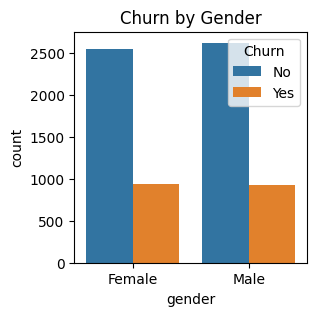 Churn by Gender
Churn
No
Yes
2500
2000
1500
1000
500
0
count
Female
Male
gender